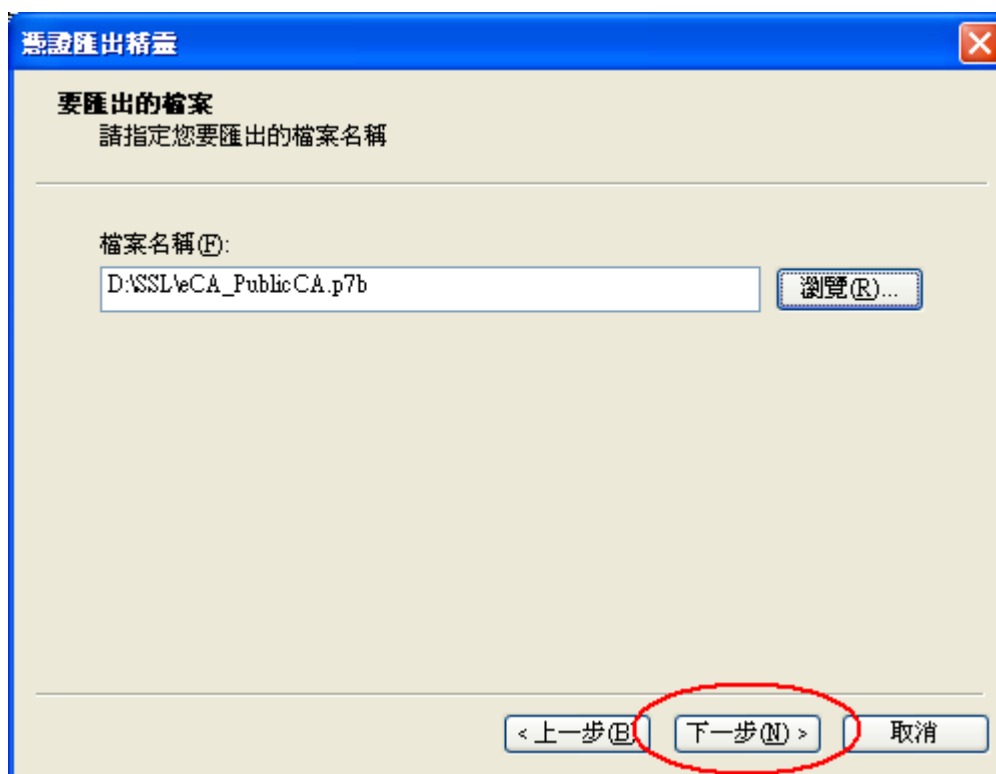 憑證匯出精靈
要匯出的檔案
請指定您要匯出的檔案名稱
檔案名稱(F):
D:\SSL\eCA_PublicCA.p7b
瀏覽(R)...
< 上一步(B)
下一步(N) >
取消